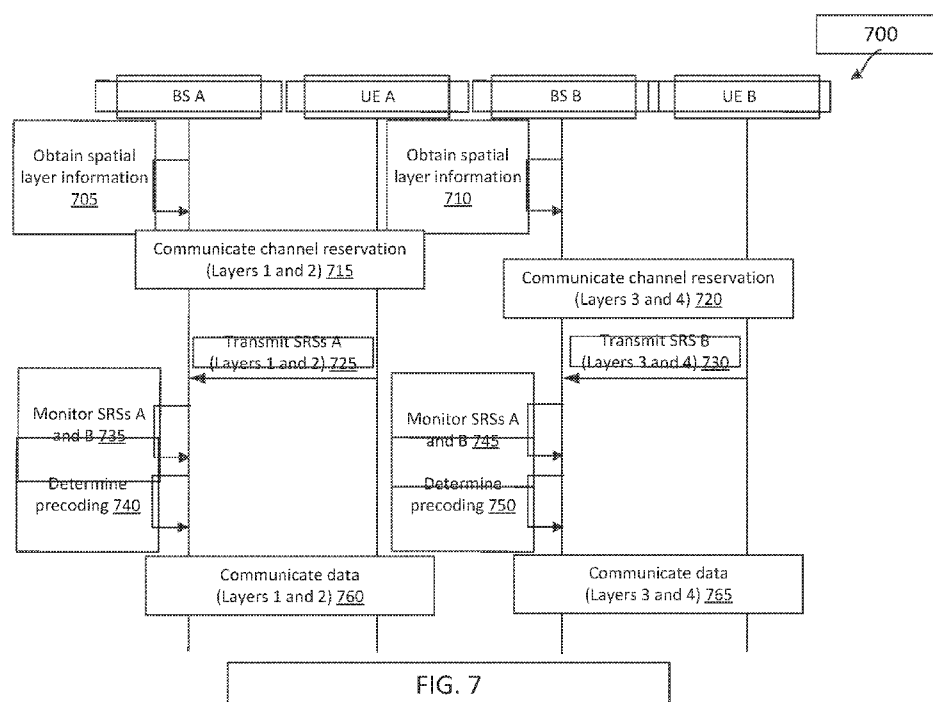 700
BS A
UE A
BS B
UE B
Obtain spatial
layer information
705
Obtain spatial
layer information
710
Communicate channel reservation
(Layers 1 and 2) 715
Communicate channel reservation
(Layers 3 and 4) 720
Transmit SRSs A
(Layers 1 and 2) 725
Transmit SRS B
(Layers 3 and 4) 730
Monitor SRSs A
and B 735
Monitor SRSs A
and B 745
Determine
precoding 740
Determine
precoding 750
Communicate data
(Layers 1 and 2) 760
Communicate data
(Layers 3 and 4) 765
FIG. 7